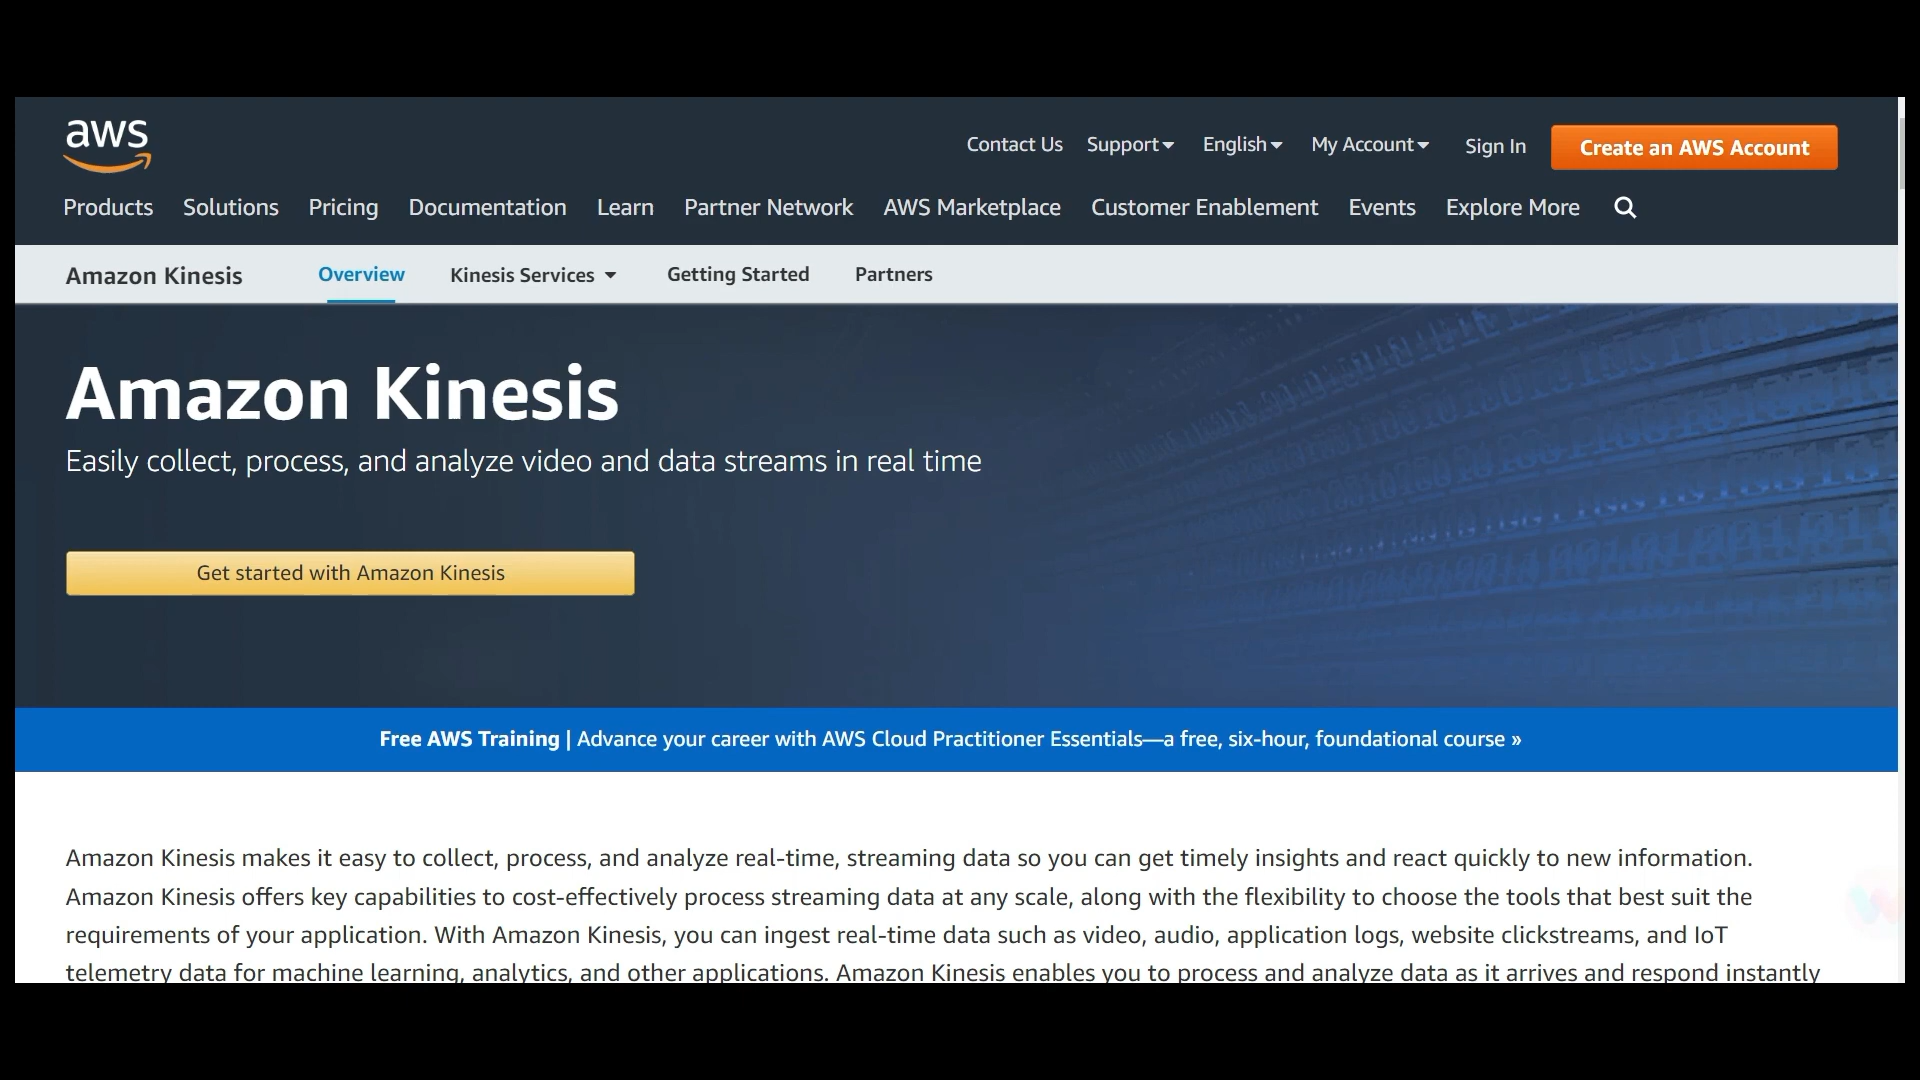 aws
Contact Us Support English My Account Sign In Create an AWS Account
Products Solutions Pricing Documentation Learn Partner Network AWS Marketplace Customer Enablement Events Explore More
Amazon Kinesis Overview Kinesis Services Getting Started Partners
Amazon Kinesis
Easily collect, process, and analyze video and data streams in real time
Get started with Amazon Kinesis
Free AWS Training | Advance your career with AWS Cloud Practitioner Essentials—a free, six-hour, foundational course »
Amazon Kinesis makes it easy to collect, process, and analyze real-time, streaming data so you can get timely insights and react quickly to new information.
Amazon Kinesis offers key capabilities to cost-effectively process streaming data at any scale, along with the flexibility to choose the tools that best suit the
requirements of your application. With Amazon Kinesis, you can ingest real-time data such as video, audio, application logs, website clickstreams, and IoT
telemetry data for machine learning, analytics, and other applications. Amazon Kinesis enables you to process and analyze data as it arrives and respond instantly